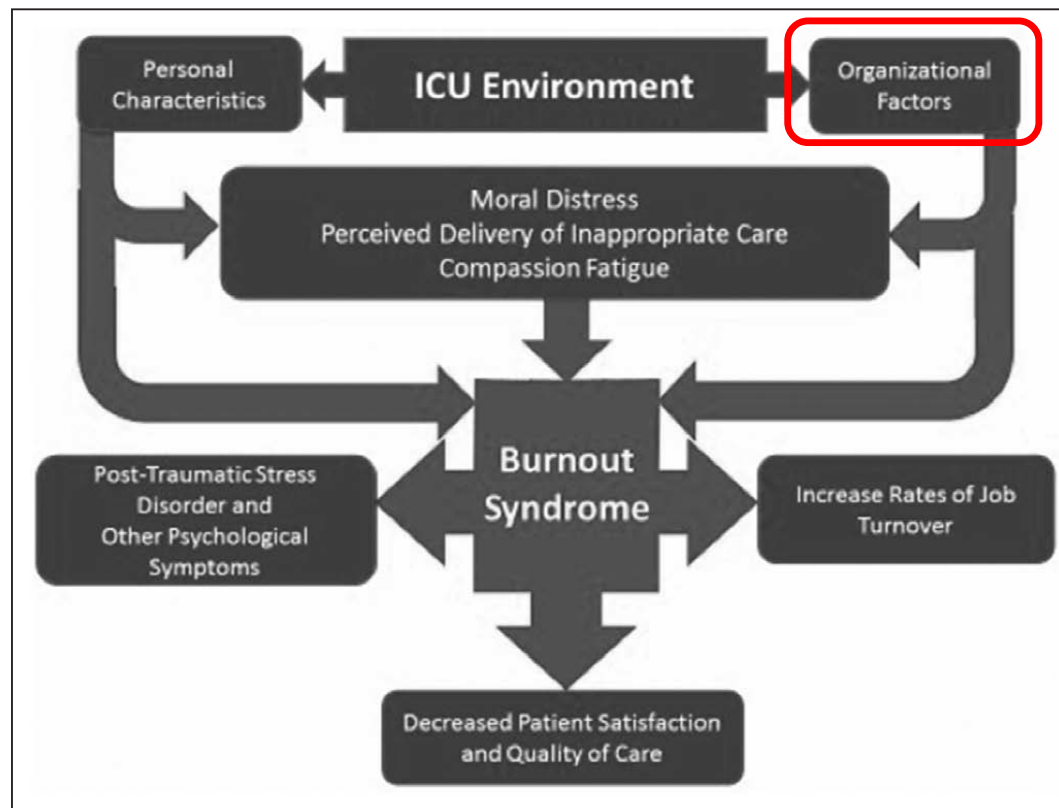 Personal
Characteristics
ICU Environment
Organizational
Factors
Moral Distress
Perceived Delivery of Inappropriate Care
Compassion Fatigue
Burnout
Syndrome
Post-Traumatic Stress
Disorder and
Other Psychological
Symptoms
Increase Rates of Job
Turnover
Decreased Patient Satisfaction
and Quality of Care